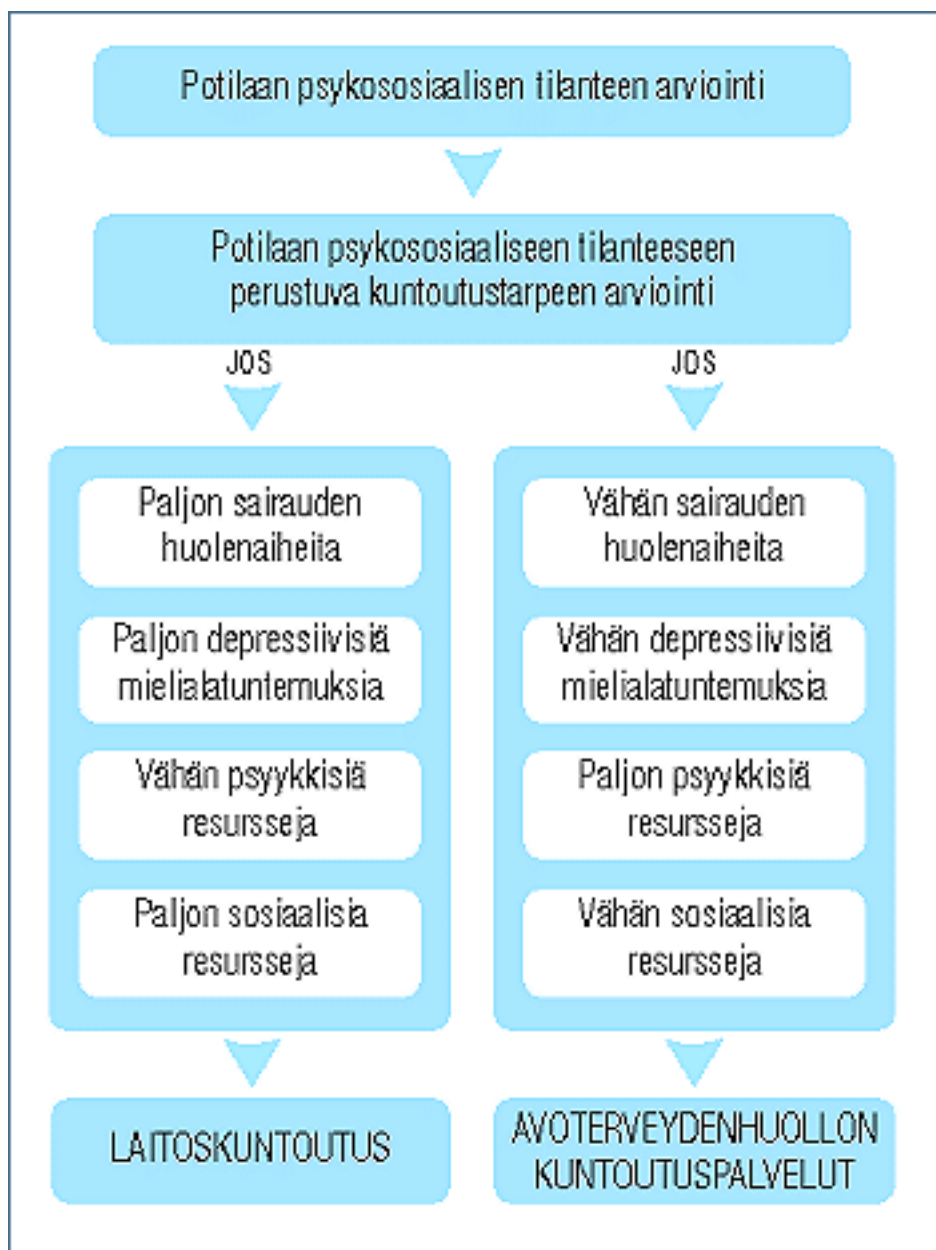 Potilaan psykososiaalisen tilanteen arviointi
Potilaan psykososiaaliseen tilanteeseen
perustuva kuntoutustarpeen arviointi
JOS
Paljon sairauden
huolenaiheita
Paljon depressiivisiä
mielialatuntemuksia
Vähän psyykkisiä
resursseja
Paljon sosiaalisia
resursseja
LAITOSKUNTOUTUS
JOS
Vähän sairauden
huolenaiheita
Vähän depressiivisiä
mielialatuntemuksia
Paljon psyykkisiä
resursseja
Vähän sosiaalisia
resursseja
AVOTERVEYDENHUOLLON
KUNTOUTUSPALVELUT